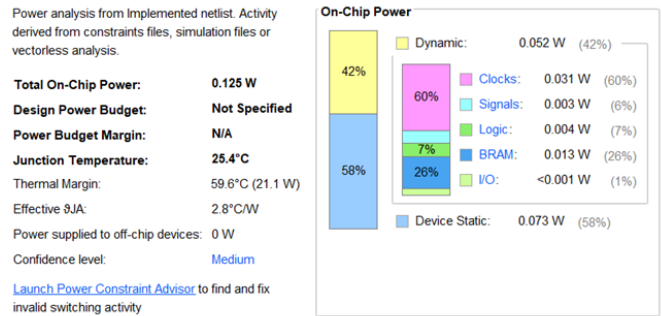 Power analysis from Implemented netlist. Activity
derived from constraints files, simulation files or
vectorless analysis.
Total On-Chip Power: 0.125 W
Design Power Budget: Not Specified
Power Budget Margin: N/A
Junction Temperature: 25.4°C
Thermal Margin: 59.6°C (21.1 W)
Effective ϑJA: 2.8°C/W
Power supplied to off-chip devices: 0 W
Confidence level: Medium
Launch Power Constraint Advisor to find and fix
invalid switching activity
On-Chip Power
42%
58%
Dynamic: 0.052 W (42%)
60%
7%
26%
Clocks: 0.031 W (60%)
Signals: 0.003 W (6%)
Logic: 0.004 W (7%)
BRAM: 0.013 W (26%)
I/O: <0.001 W (1%)
Device Static: 0.073 W (58%)